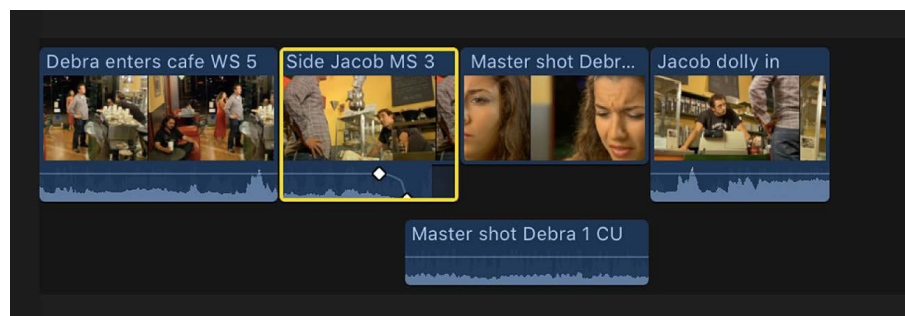 Debra enters cafe WS 5
Side Jacob MS 3
Master shot Debr...
Jacob dolly in
Master shot Debra 1 CU